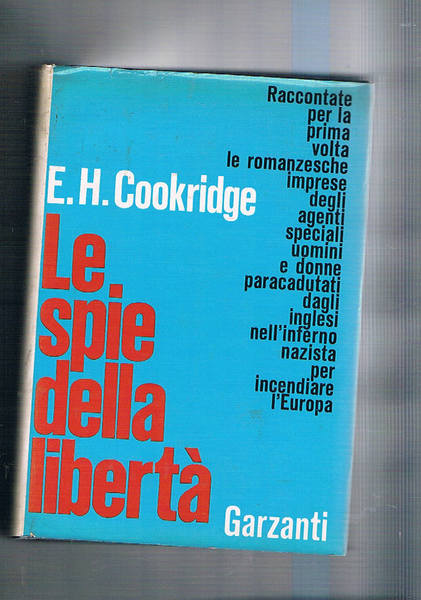 Raccontate
per la
prima
volta
le romanzesche
imprese
degli
agenti
speciali
uomini
e donne
paracadutati
dagli
inglesi
nell'inferno
nazista
per
incendiare
l'Europa
E. H. Cookridge
Le
spie
della
libertà
Garzanti